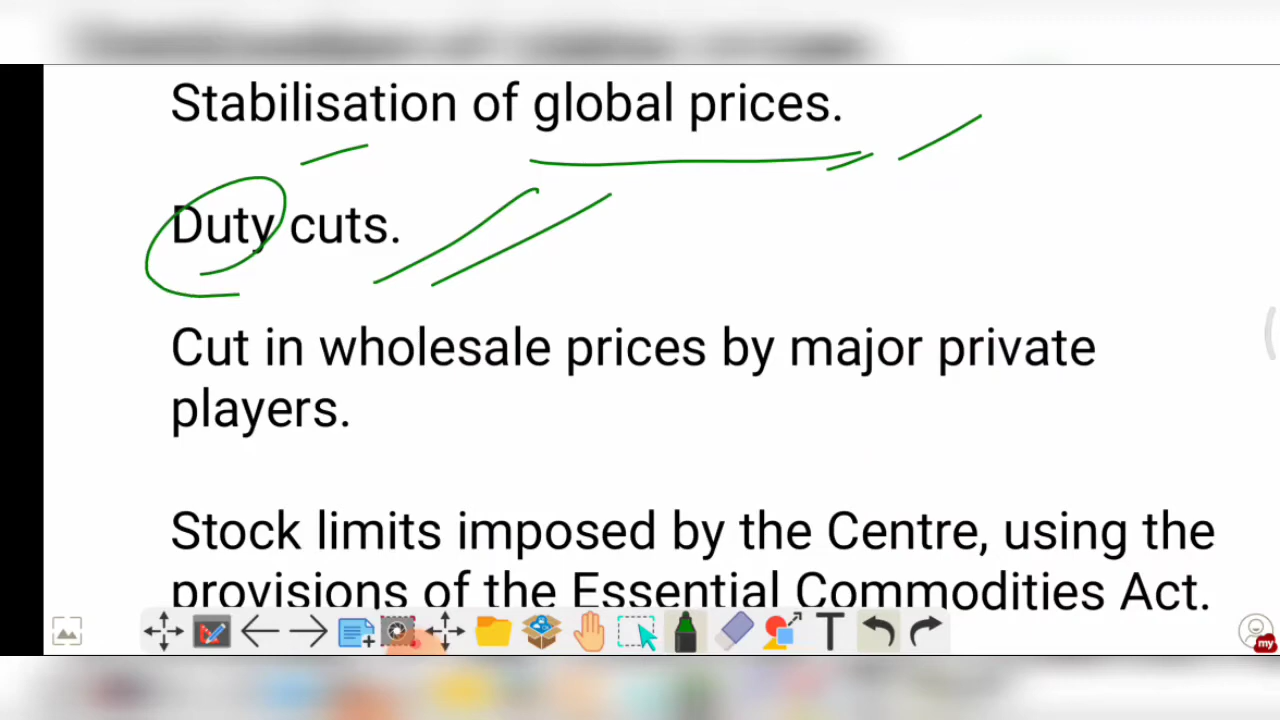 Stabilisation of global prices.
Duty cuts.
Cut in wholesale prices by major private
players.
Stock limits imposed by the Centre, using the
provisions of the Essential Commodities Act.
T
my